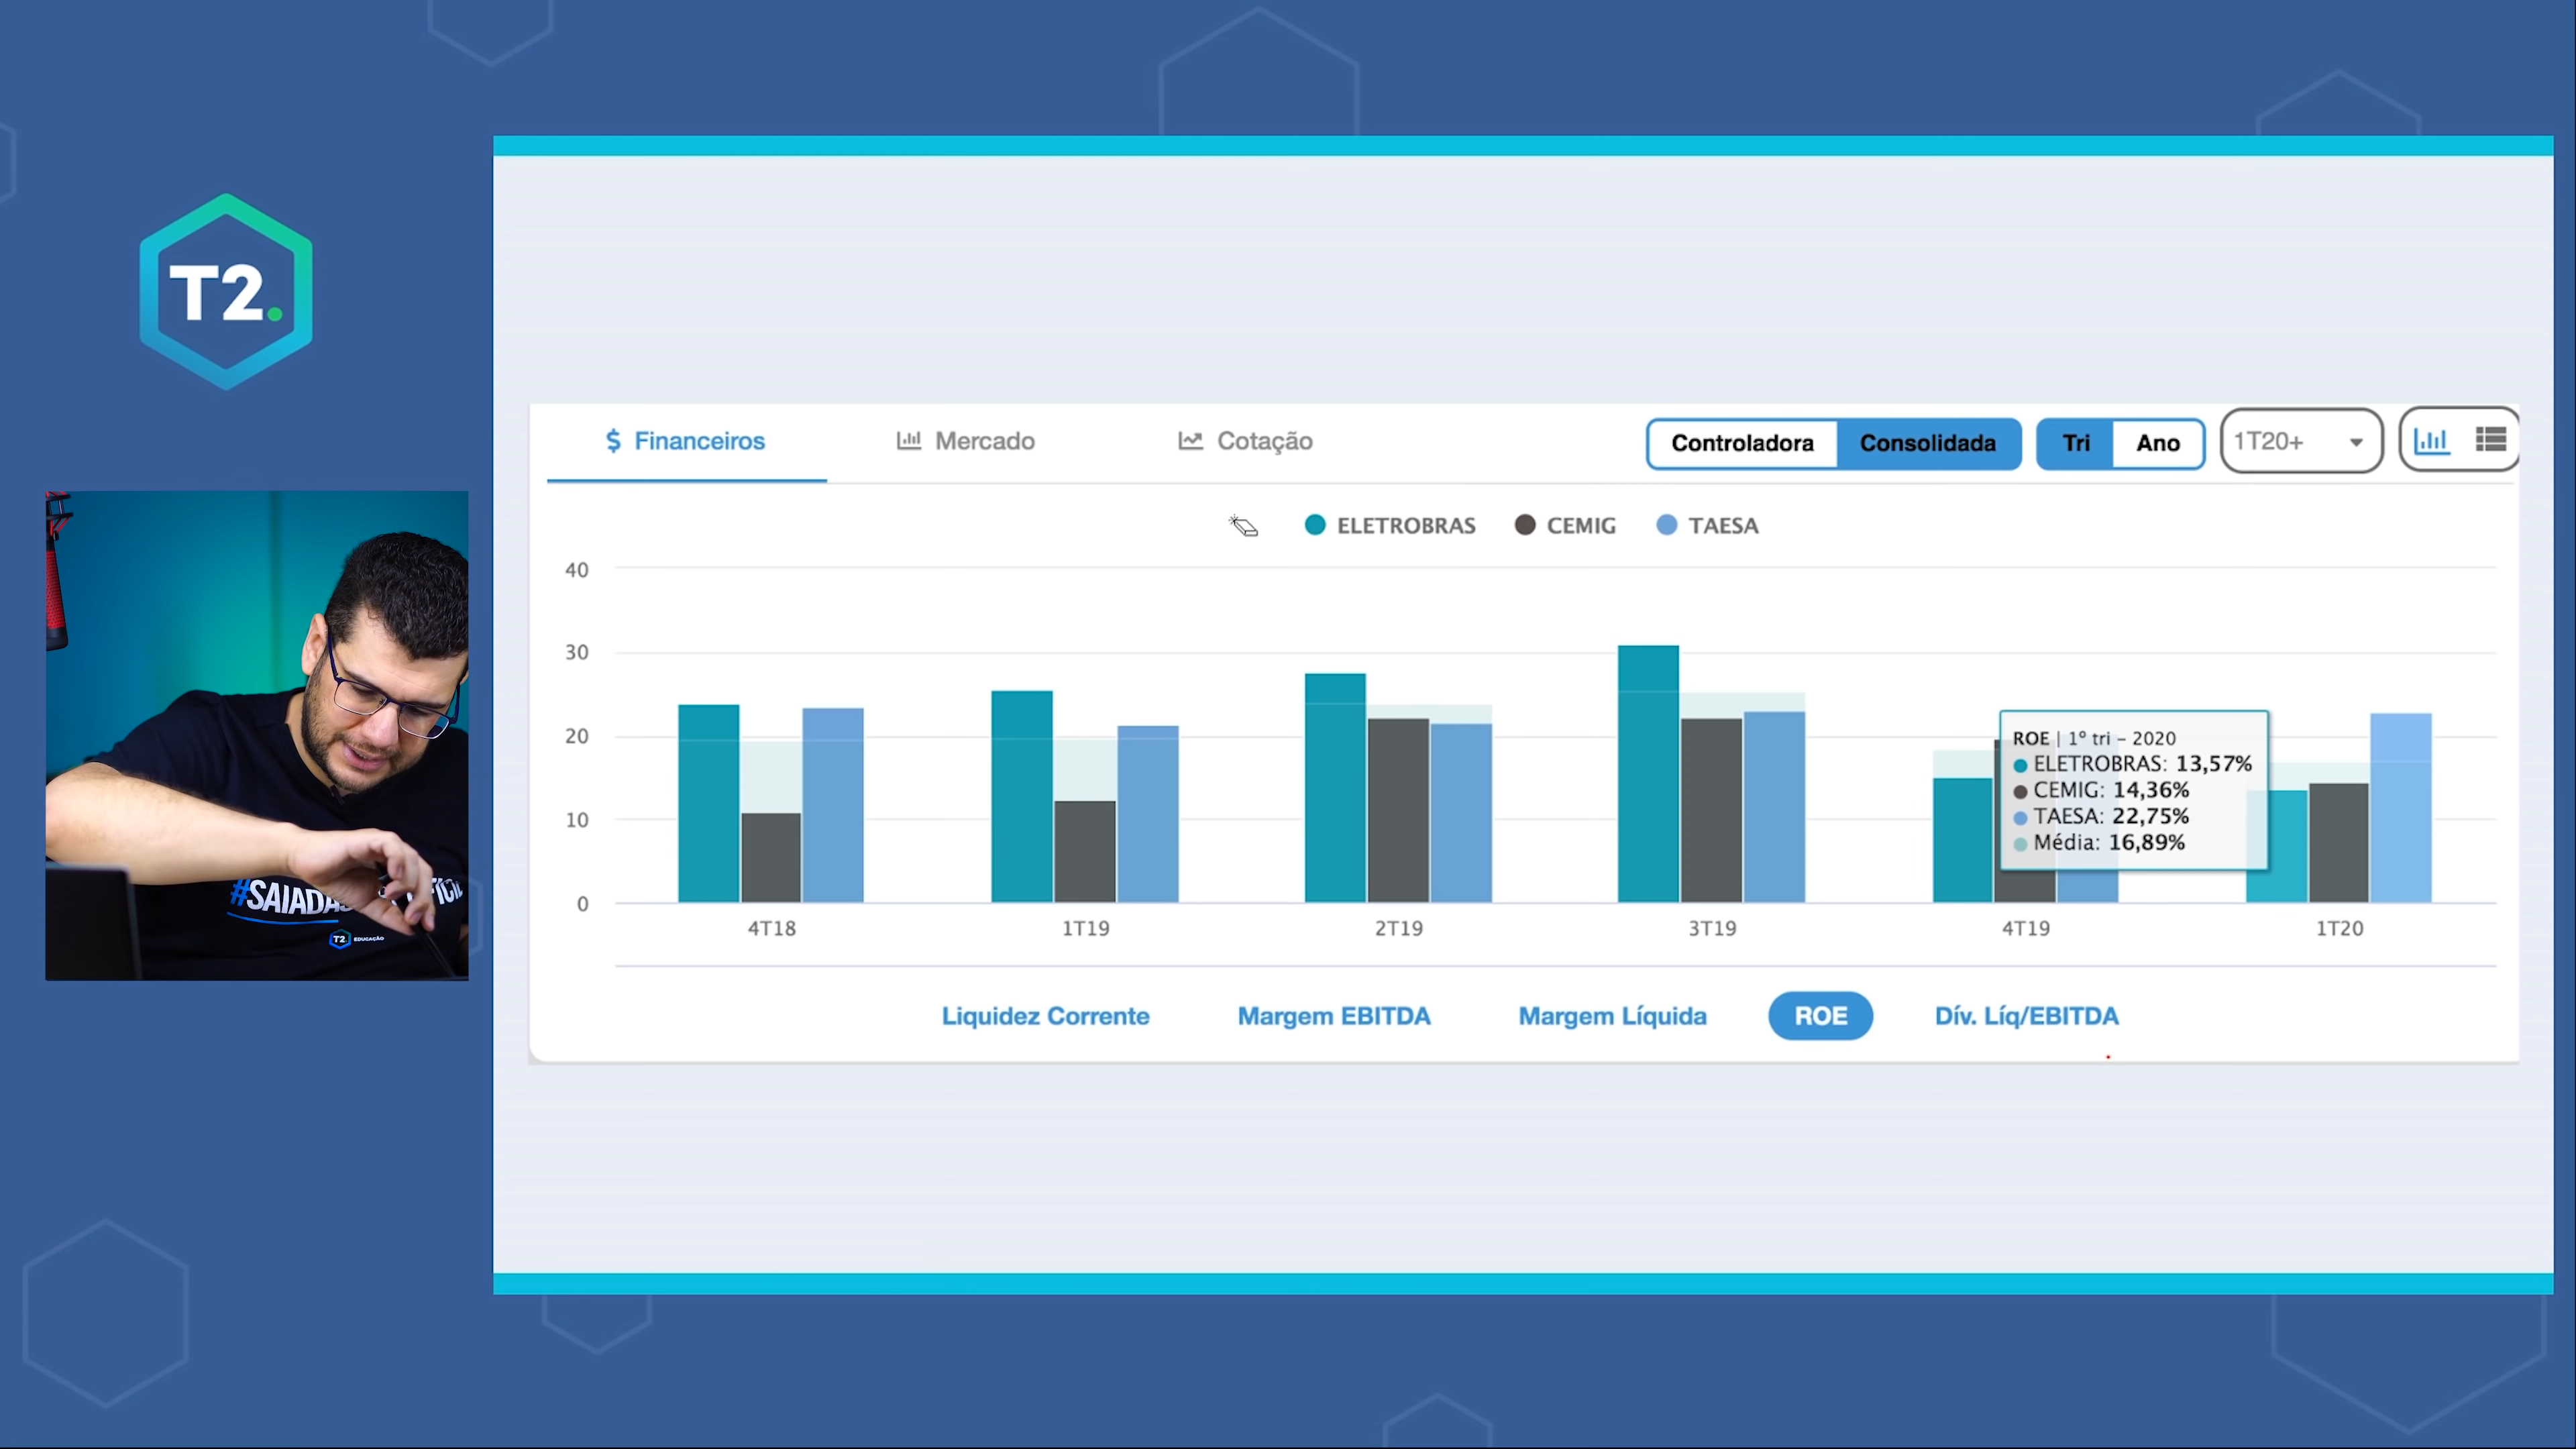 T2.
$ Financeiros
Mercado
Cotação
Controladora
Consolidada
Tri
Ano
1T20+
ELETROBRAS
CEMIG
TAESA
40
30
20
10
0
ROE | 1º tri – 2020
ELETROBRAS: 13,57%
CEMIG: 14,36%
TAESA: 22,75%
Média: 16,89%
4T18
1T19
2T19
3T19
4T19
1T20
Liquidez Corrente
Margem EBITDA
Margem Líquida
ROE
Dív. Líq/EBITDA
T2. EDUCAÇÃO